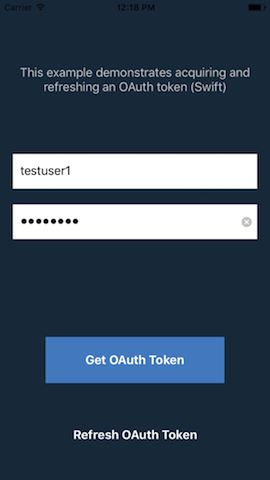 Carrier 12:18 PM
This example demonstrates acquiring and
refreshing an OAuth token (Swift)
testuser1
••••••••
Get OAuth Token
Refresh OAuth Token